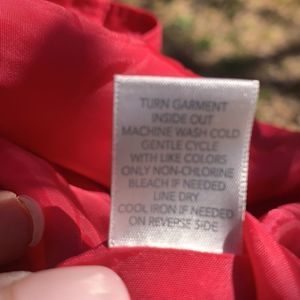 TURN GARMENT
INSIDE OUT
MACHINE WASH COLD
GENTLE CYCLE
WITH LIKE COLORS
ONLY NON-CHLORINE
BLEACH IF NEEDED
LINE DRY
COOL IRON IF NEEDED
ON REVERSE SIDE